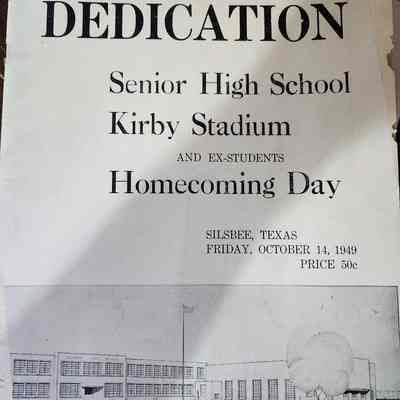 DEDICATION
Senior High School
Kirby Stadium
AND EX-STUDENTS
Homecoming Day
SILSBEE, TEXAS
FRIDAY, OCTOBER 14, 1949
PRICE 50c